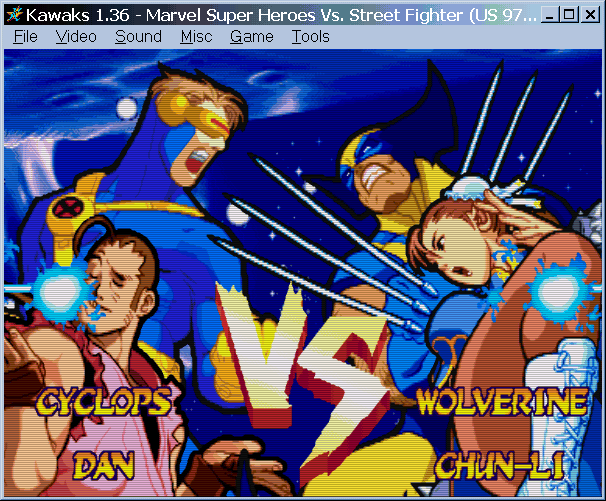 Kawaks 1.36 - Marvel Super Heroes Vs. Street Fighter (US 97...
File Video Sound Misc Game Tools
VS
CYCLOPS WOLVERINE
DAN CHUN-LI